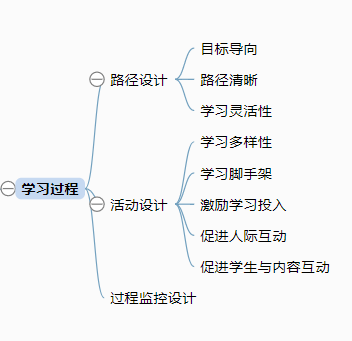 目标导向
路径设计
路径清晰
学习灵活性
学习多样性
学习脚手架
学习过程
活动设计
激励学习投入
促进人际互动
促进学生与内容互动
过程监控设计